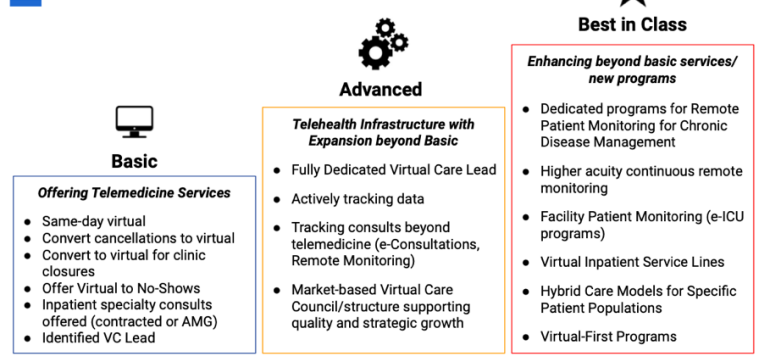 Basic
Offering Telemedicine Services
● Same-day virtual
● Convert cancellations to virtual
● Convert to virtual for clinic
closures
● Offer Virtual to No-Shows
● Inpatient specialty consults
offered (contracted or AMG)
● Identified VC Lead
Advanced
Telehealth Infrastructure with
Expansion beyond Basic
● Fully Dedicated Virtual Care Lead
● Actively tracking data
● Tracking consults beyond
telemedicine (e-Consultations,
Remote Monitoring)
● Market-based Virtual Care
Council/structure supporting
quality and strategic growth
Best in Class
Enhancing beyond basic services/
new programs
● Dedicated programs for Remote
Patient Monitoring for Chronic
Disease Management
● Higher acuity continuous remote
monitoring
● Facility Patient Monitoring (e-ICU
programs)
● Virtual Inpatient Service Lines
● Hybrid Care Models for Specific
Patient Populations
● Virtual-First Programs